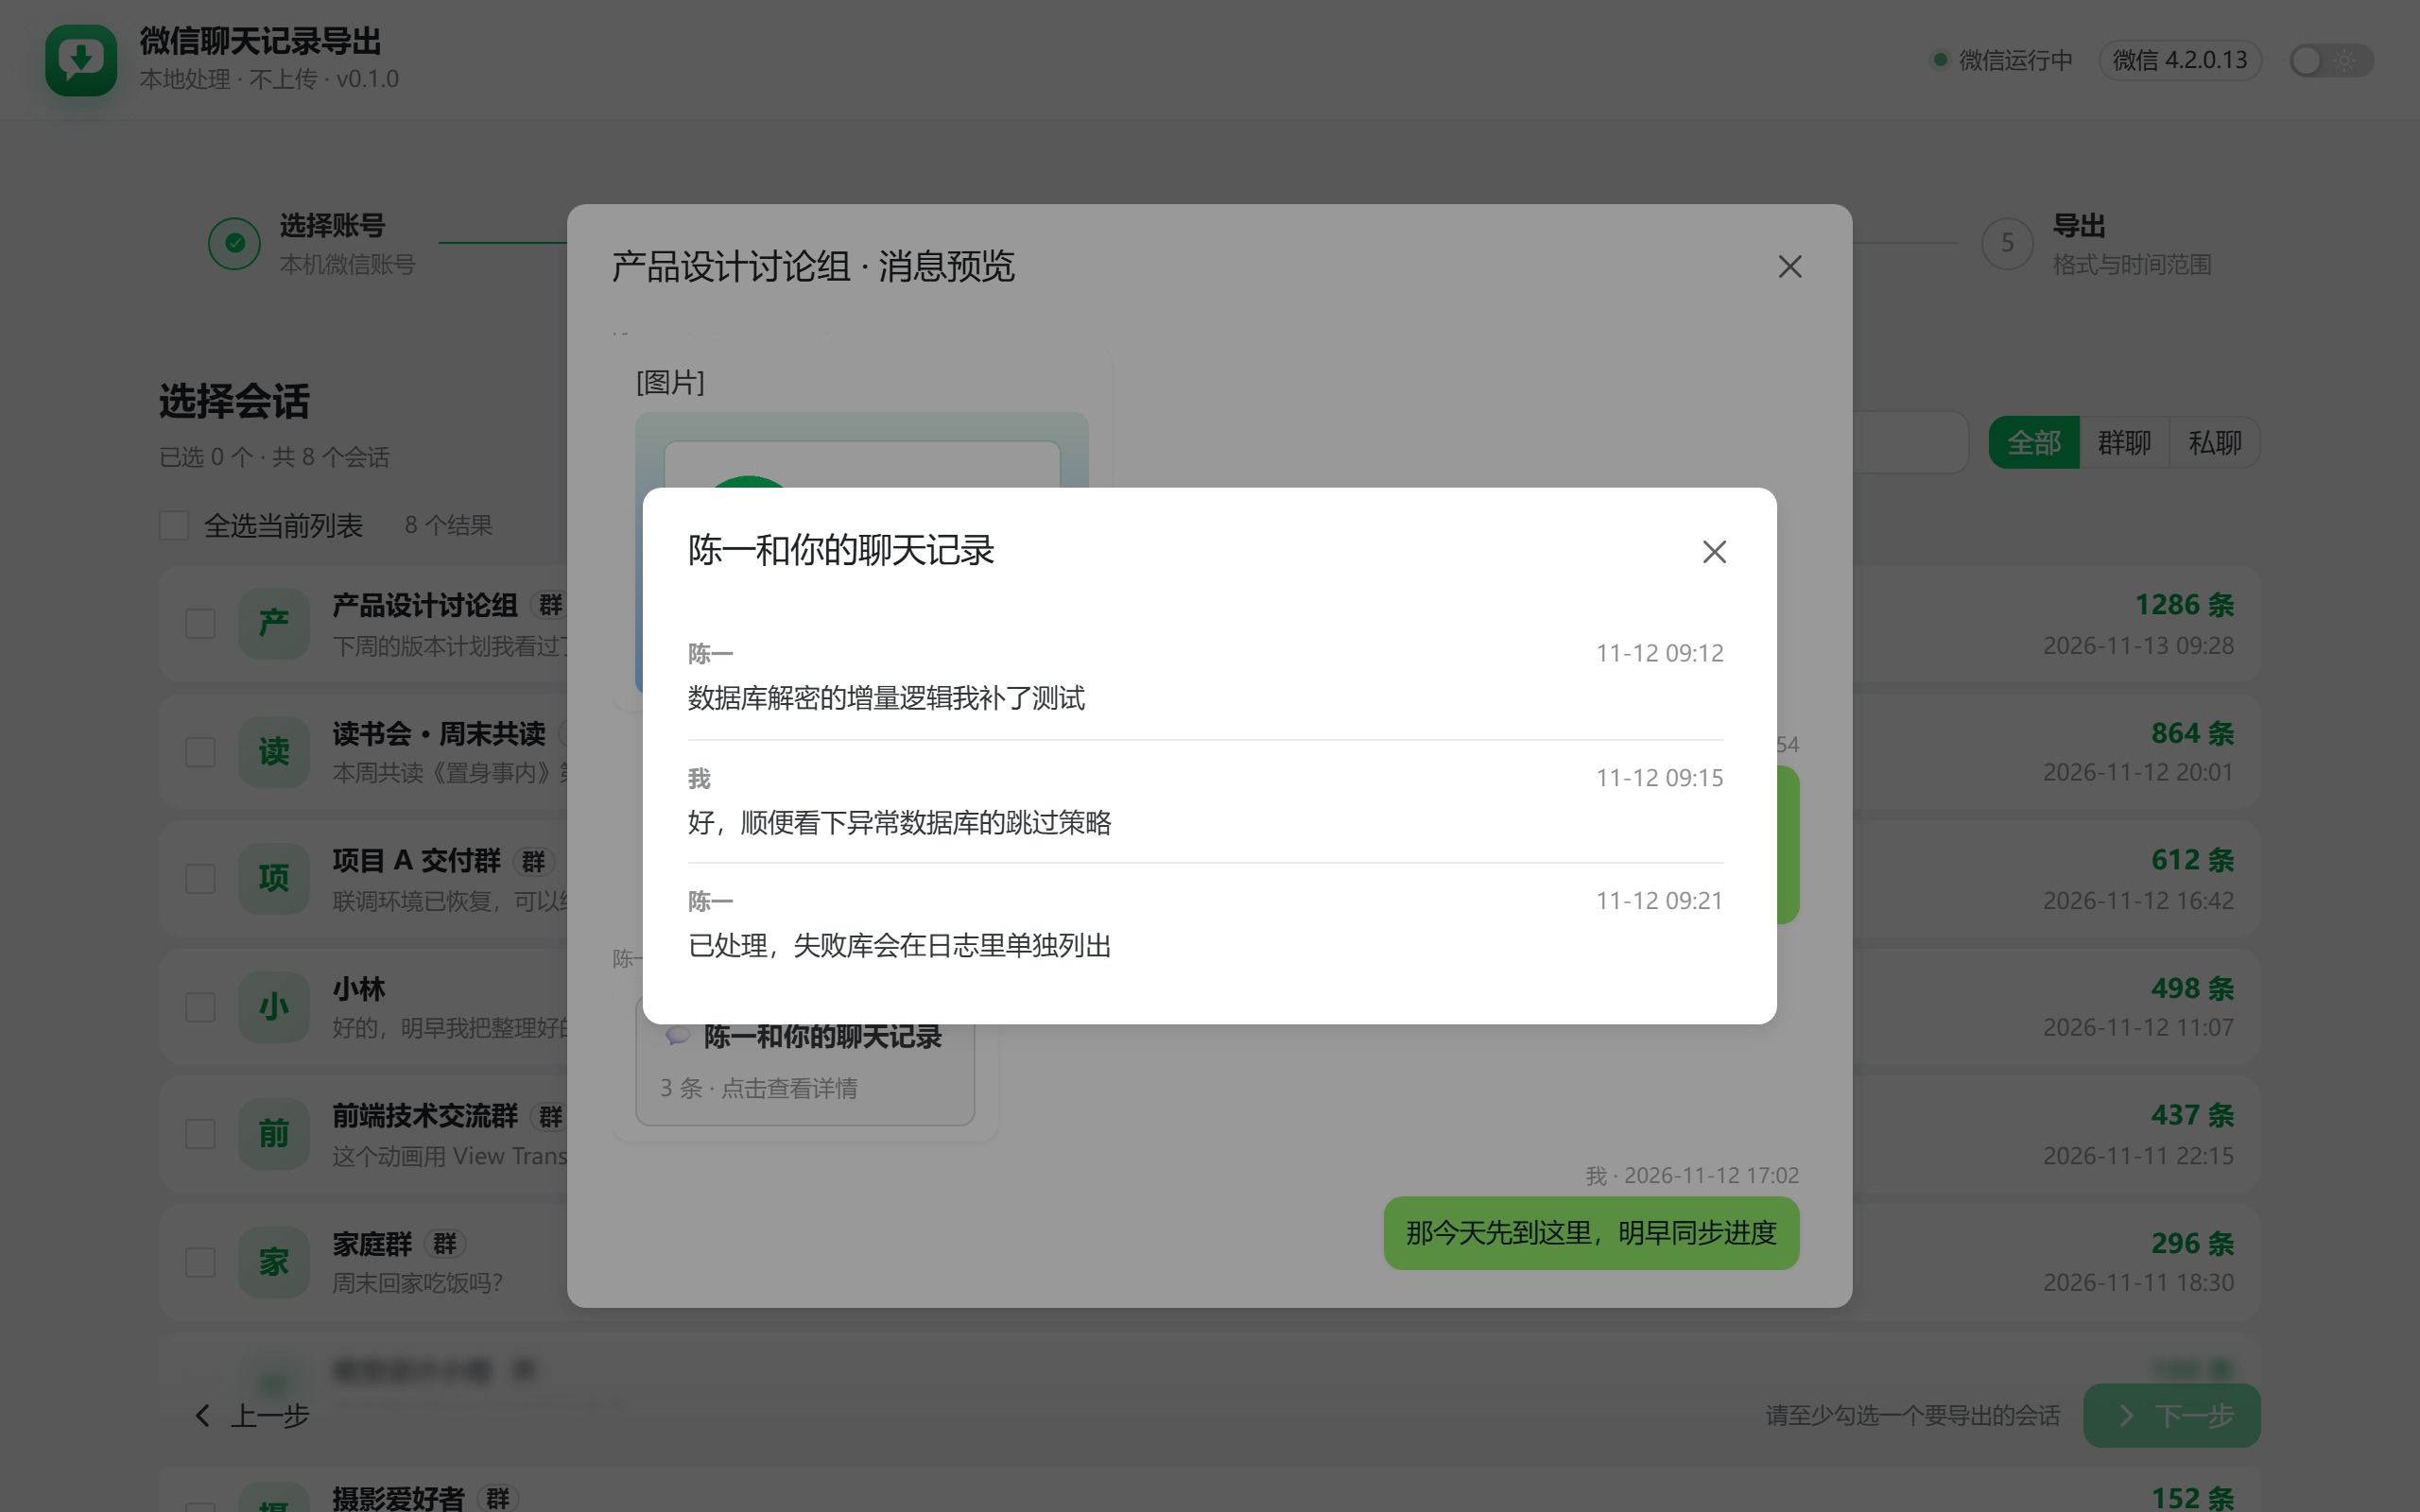 微信聊天记录导出
本地处理 · 不上传 · v0.1.0
微信运行中
微信 4.2.0.13
选择账号
本机微信账号
5
导出
格式与时间范围
选择会话
已选 0 个 · 共 8 个会话
全部
群聊
私聊
全选当前列表
8 个结果
产
产品设计讨论组 群
下周的版本计划我看过
1286 条
2026-11-13 09:28
读
读书会 • 周末共读
本周共读《置身事内》
864 条
2026-11-12 20:01
项
项目 A 交付群 群
联调环境已恢复，可以
612 条
2026-11-12 16:42
小
小林
好的，明早我把整理好
498 条
2026-11-12 11:07
前
前端技术交流群 群
这个动画用 View Trans
437 条
2026-11-11 22:15
家
家庭群 群
周末回家吃饭吗？
296 条
2026-11-11 18:30
上一步
请至少勾选一个要导出的会话
下一步
摄影爱好者 群
152 条
产品设计讨论组 · 消息预览
[图片]
54
陈一
陈一和你的聊天记录
3 条 · 点击查看详情
我 · 2026-11-12 17:02
那今天先到这里，明早同步进度
陈一和你的聊天记录
陈一
11-12 09:12
数据库解密的增量逻辑我补了测试
我
11-12 09:15
好，顺便看下异常数据库的跳过策略
陈一
11-12 09:21
已处理，失败库会在日志里单独列出